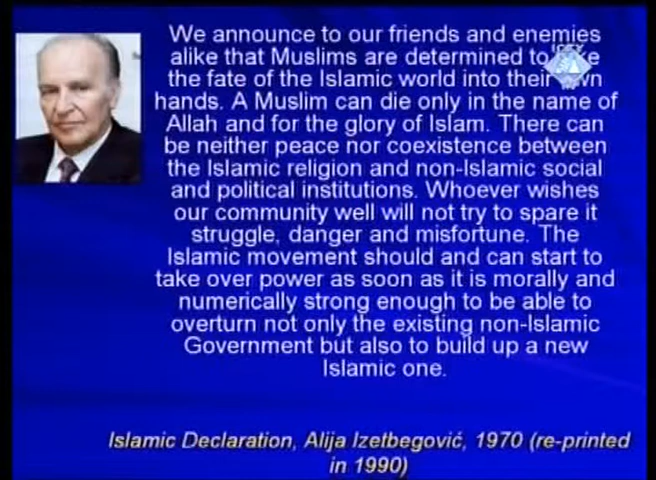 We announce to our friends and enemies
alike that Muslims are determined to
the fate of the Islamic world into their own
hands. A Muslim can die only in the name of
Allah and for the glory of Islam. There can
be neither peace nor coexistence between
the Islamic religion and non-Islamic social
and political institutions. Whoever wishes
our community well will not try to spare it
struggle, danger and misfortune. The
Islamic movement should and can start to
take over power as soon as it is morally and
numerically strong enough to be able to
overturn not only the existing non-Islamic
Government but also to build up a new
Islamic one.
Islamic Declaration, Alija Izetbegović, 1970 (re-printed
in 1990)